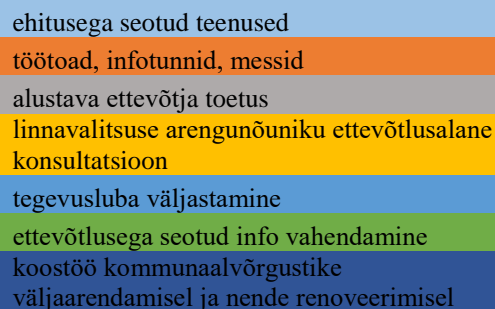 ehitusega seotud teenused
töötoad, infotunnid, messid
alustava ettevõtja toetus
linnavalitsuse arengunõuniku ettevõtlusalane
konsultatsioon
tegevusluba väljastamine
ettevõtlusega seotud info vahendamine
koostöö kommunaalvõrgustike
väljaarendamisel ja nende renoveerimisel